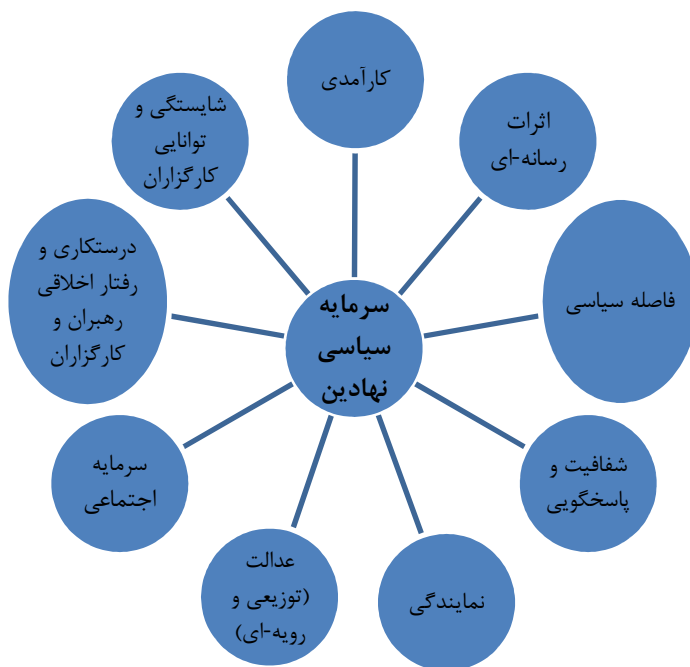 کارآمدی
اثرات
رسانه-ای
فاصله سیاسی
شفافیت و
پاسخگویی
نمایندگی
عدالت
(توزیعی و
رویه-ای)
سرمایه
اجتماعی
درستکاری و
رفتار اخلاقی
رهبران و
کارگزاران
شایستگی و
توانایی
کارگزاران
سرمایه
سیاسی
نهادین